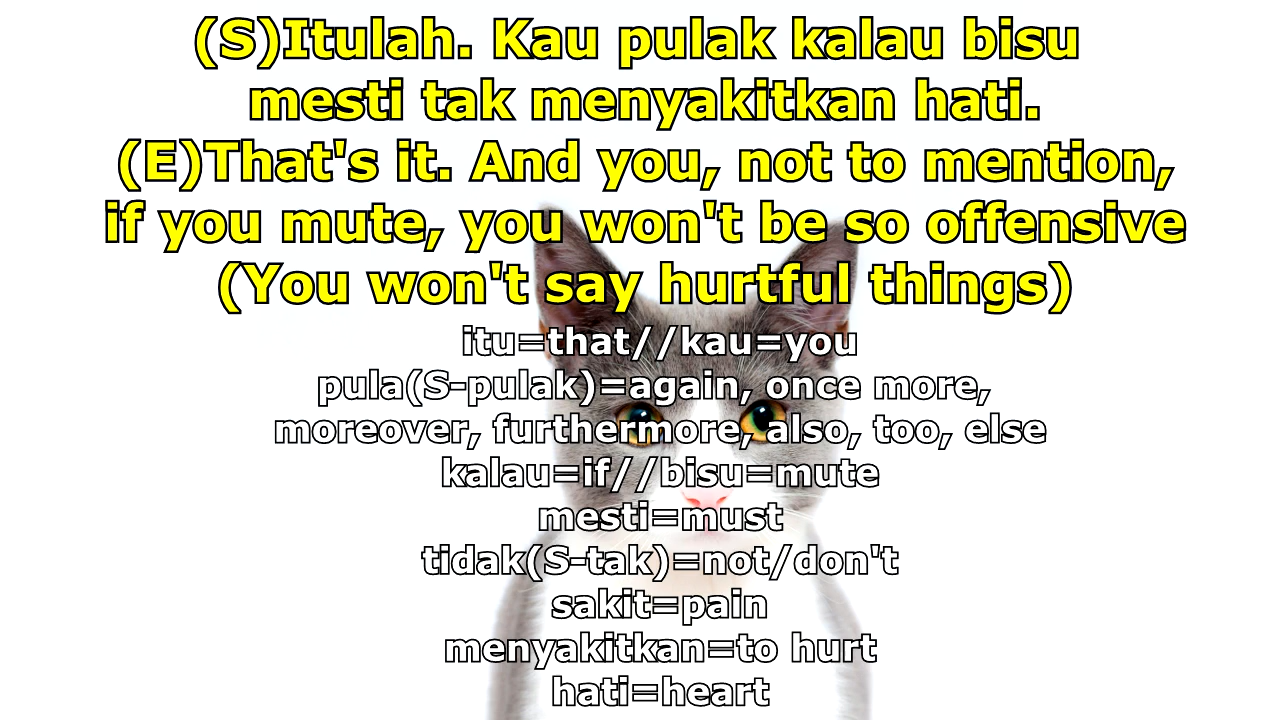 (S)Itulah. Kau pulak kalau bisu
mesti tak menyakitkan hati.
(E)That's it. And you, not to mention,
if you mute, you won't be so offensive
(You won't say hurtful things)
itu=that//kau=you
pula(S-pulak)=again, once more,
moreover, furthermore, also, too, else
kalau=if//bisu=mute
mesti=must
tidak(S-tak)=not/don't
sakit=pain
menyakitkan=to hurt
hati=heart